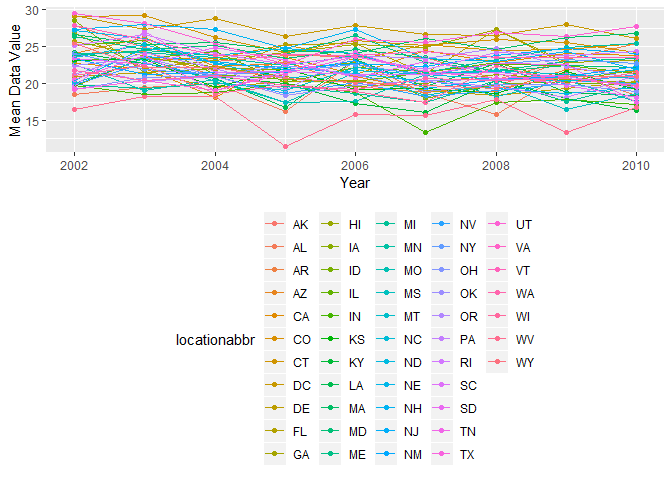 Mean Data Value
30
25
20
15
2002
2004
2006
2008
2010
Year
locationabbr
AK HI MI NV UT
AL IA MN NY VA
AR ID MO OH VT
AZ IL MS OK WA
CA IN MT OR WI
CO KS NC PA WV
CT KY ND RI WY
DC LA NE SC
DE MA NH SD
FL MD NJ TN
GA ME NM TX